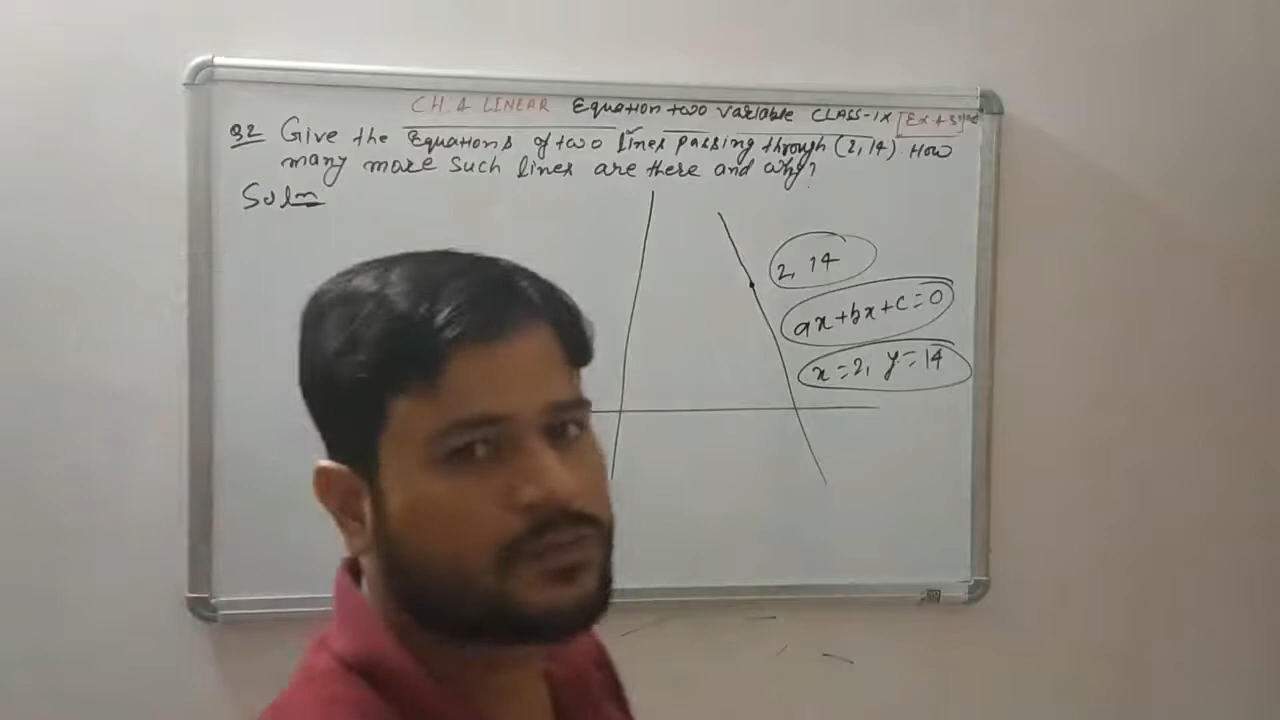 CH.4 LINEAR Equation two variable CLASS-IX
Q2 Give the Equations of two lines passing through (2, 14) How
many more such lines are there and why?
Soln
2, 14
ax+bx+c=0
x=2, y=14